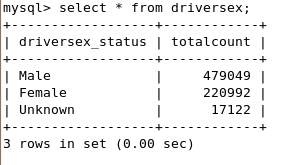 mysql> select * from driversex;
+------------------+------------+
| driversex_status | totalcount |
+------------------+------------+
| Male             |     479049 |
| Female           |     220992 |
| Unknown          |      17122 |
+------------------+------------+
3 rows in set (0.00 sec)